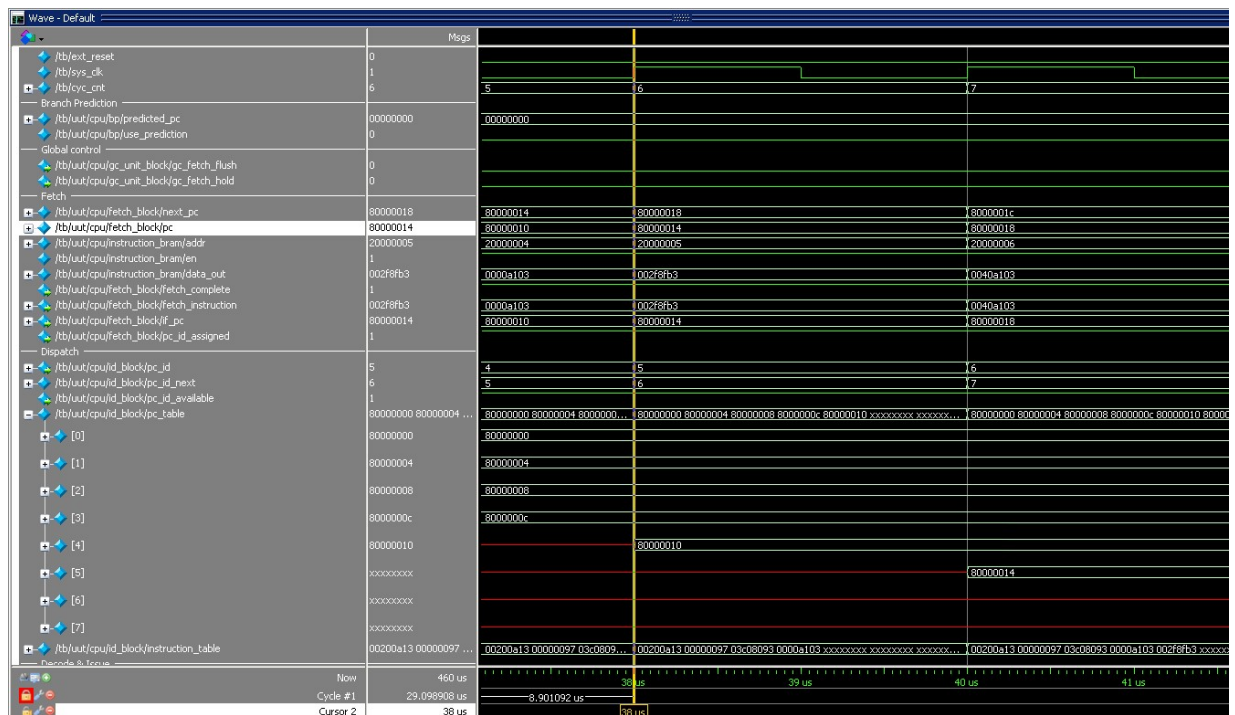 Wave - Default
Msgs
/tb/ext_reset 0
/tb/sys_clk 1
/tb/cyc_cnt 6 5 6 7
Branch Prediction
/tb/uut/cpu/bp/predicted_pc 00000000 00000000
/tb/uut/cpu/bp/use_prediction 0
Global control
/tb/uut/cpu/gc_unit_block/gc_fetch_flush 0
/tb/uut/cpu/gc_unit_block/gc_fetch_hold 0
Fetch
/tb/uut/cpu/fetch_block/next_pc 80000018 80000014 80000018 8000001c
/tb/uut/cpu/fetch_block/pc 80000014 80000010 80000014 80000018
/tb/uut/cpu/instruction_bram/addr 20000005 20000004 20000005 20000006
/tb/uut/cpu/instruction_bram/en 1
/tb/uut/cpu/instruction_bram/data_out 002f8fb3 0000a103 002f8fb3 0040a103
/tb/uut/cpu/fetch_block/fetch_complete 1
/tb/uut/cpu/fetch_block/fetch_instruction 002f8fb3 0000a103 002f8fb3 0040a103
/tb/uut/cpu/fetch_block/if_pc 80000014 80000010 80000014 80000018
/tb/uut/cpu/fetch_block/pc_id_assigned 1
Dispatch
/tb/uut/cpu/id_block/pc_id 5 4 5 6
/tb/uut/cpu/id_block/pc_id_next 6 5 6 7
/tb/uut/cpu/id_block/pc_id_available 1
/tb/uut/cpu/id_block/pc_table 80000000 80000004 ... 80000000 80000004 8000000... 80000000 80000004 80000008 8000000c 80000010 xxxxxxxx xxxxxx... 80000000 80000004 80000008 8000000c 80000010 80000
[0] 80000000 80000000
[1] 80000004 80000004
[2] 80000008 80000008
[3] 8000000c 8000000c
[4] 80000010 80000010
[5] xxxxxxxx 80000014
[6] xxxxxxxx
[7] xxxxxxxx
/tb/uut/cpu/id_block/instruction_table 00200a13 00000097 ... 00200a13 00000097 03c0809... 00200a13 00000097 03c08093 0000a103 xxxxxxxx xxxxxxxx xxxxxx... 00200a13 00000097 03c08093 0000a103 002f8fb3 xxxxx
Decode & Issue
Now 460 us 38 us 39 us 40 us 41 us
Cycle #1 29.098908 us 8.901092 us
Cursor 2 38 us 38 us